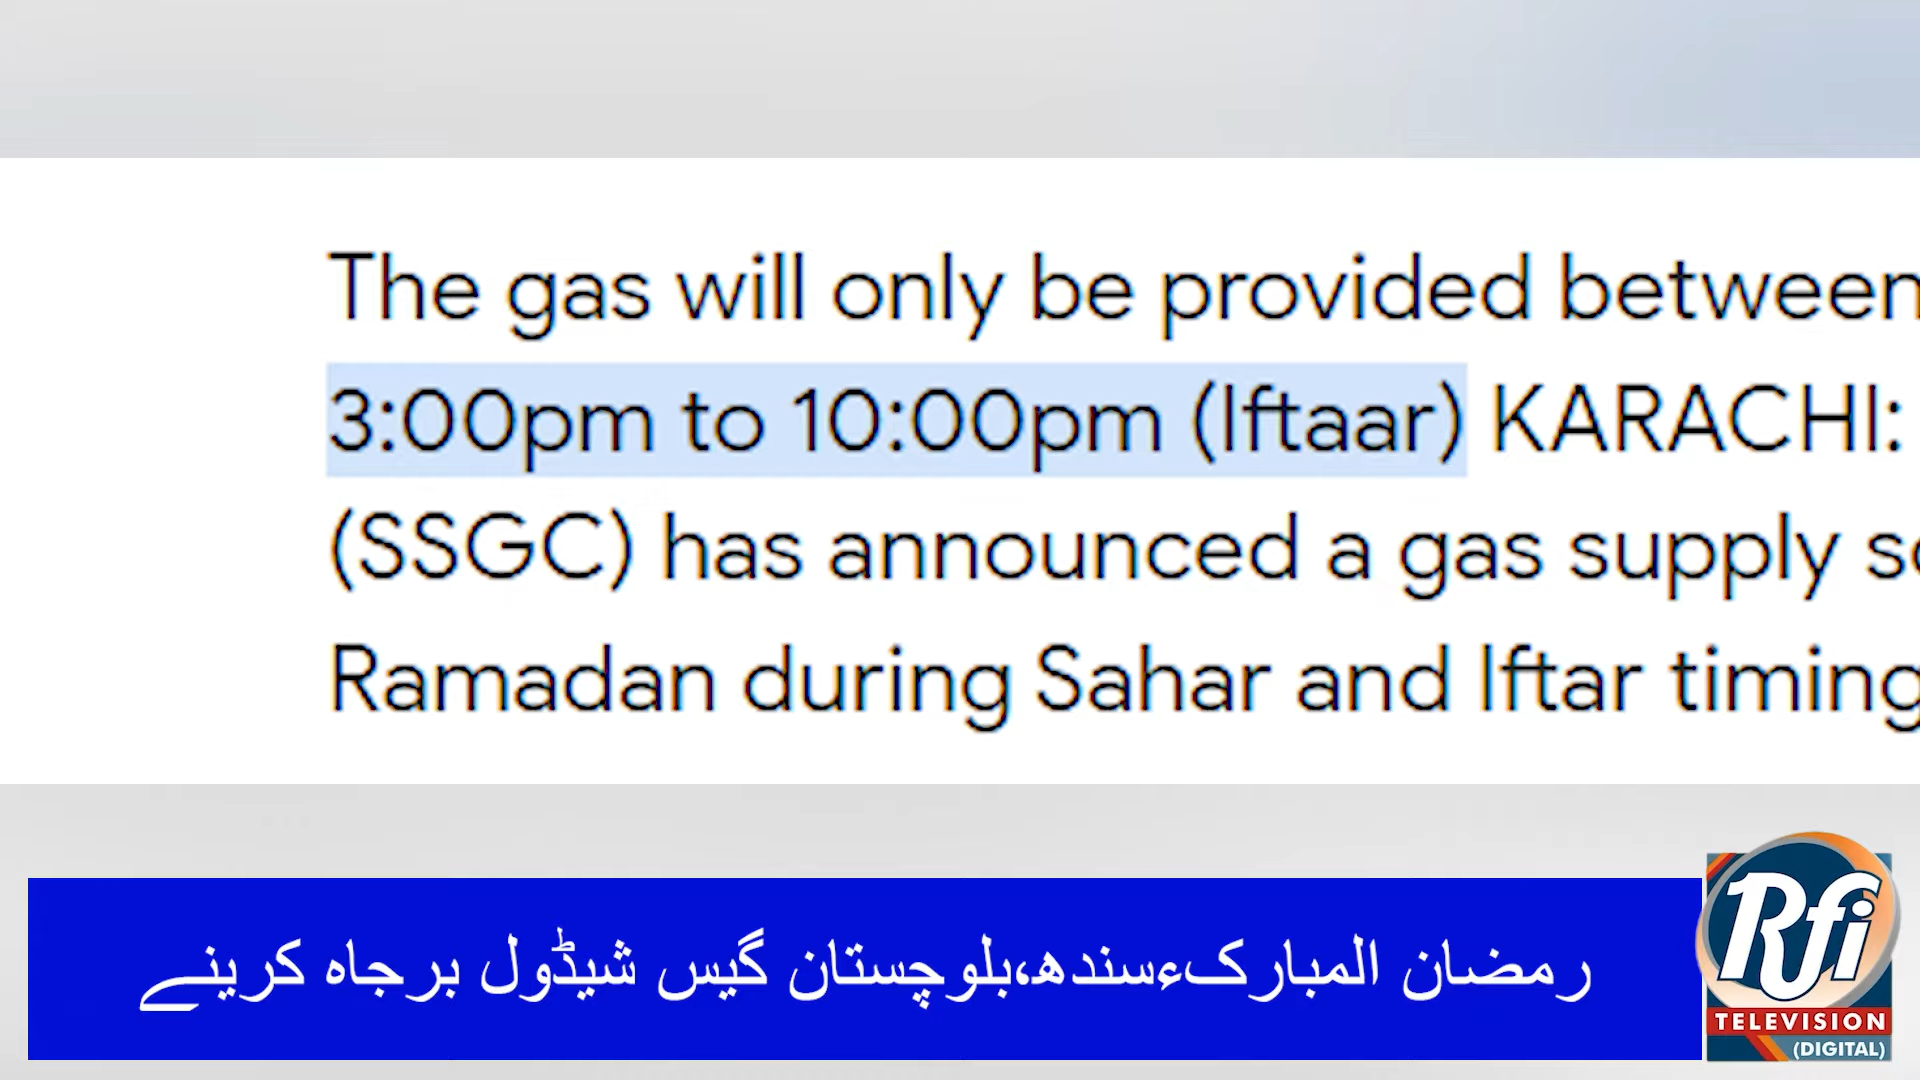 The gas will only be provided between
3:00pm to 10:00pm (Iftaar) KARACHI:
(SSGC) has announced a gas supply
Ramadan during Sahar and Iftar timing
رمضان المبارکءسندھ،بلوچستان گیس شیڈول برجاہ کرینے
Rfi
TELEVISION
(DIGITAL)